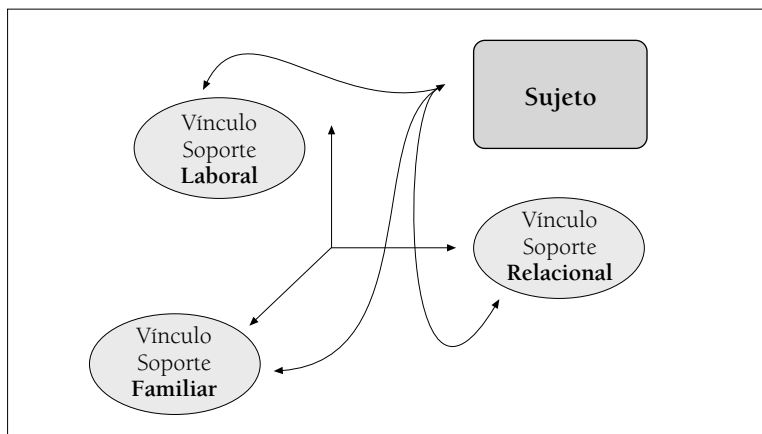 Sujeto
Vínculo
Soporte
Laboral
Vínculo
Soporte
Relacional
Vínculo
Soporte
Familiar